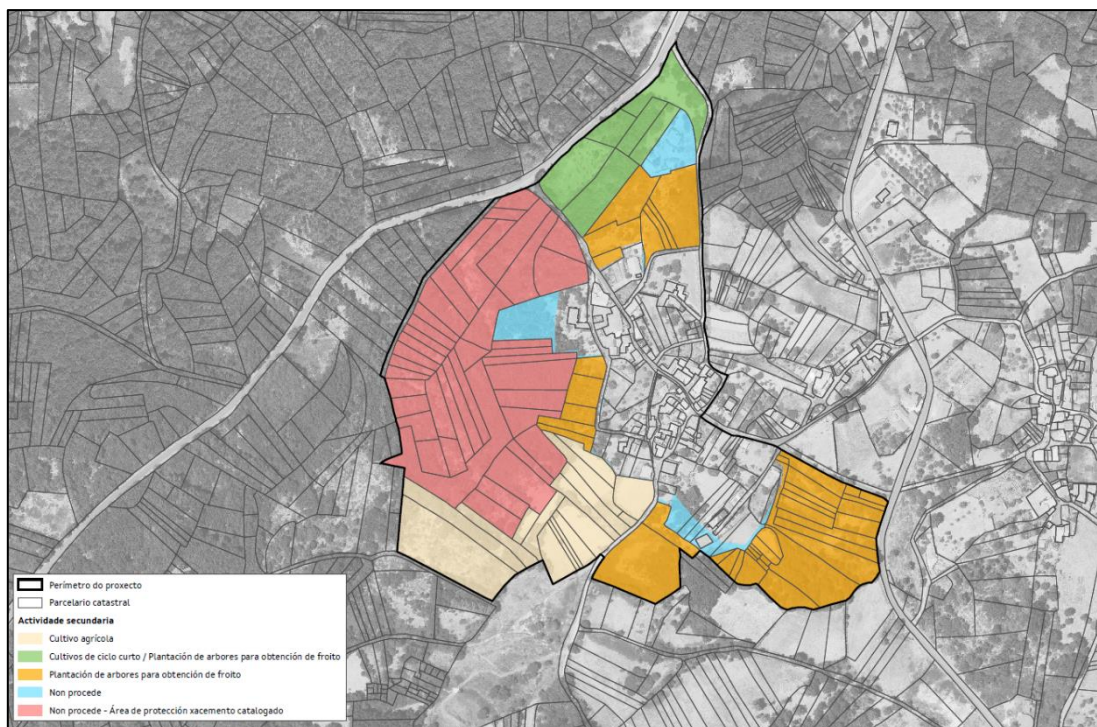 Perímetro do proxecto
Parcelario catastral
Actividade secundaria
Cultivo agrícola
Cultivos de ciclo curto / Plantación de arbores para obtención de froito
Plantación de arbores para obtención de froito
Non procede
Non procede - Área de protección xacemento catalogado